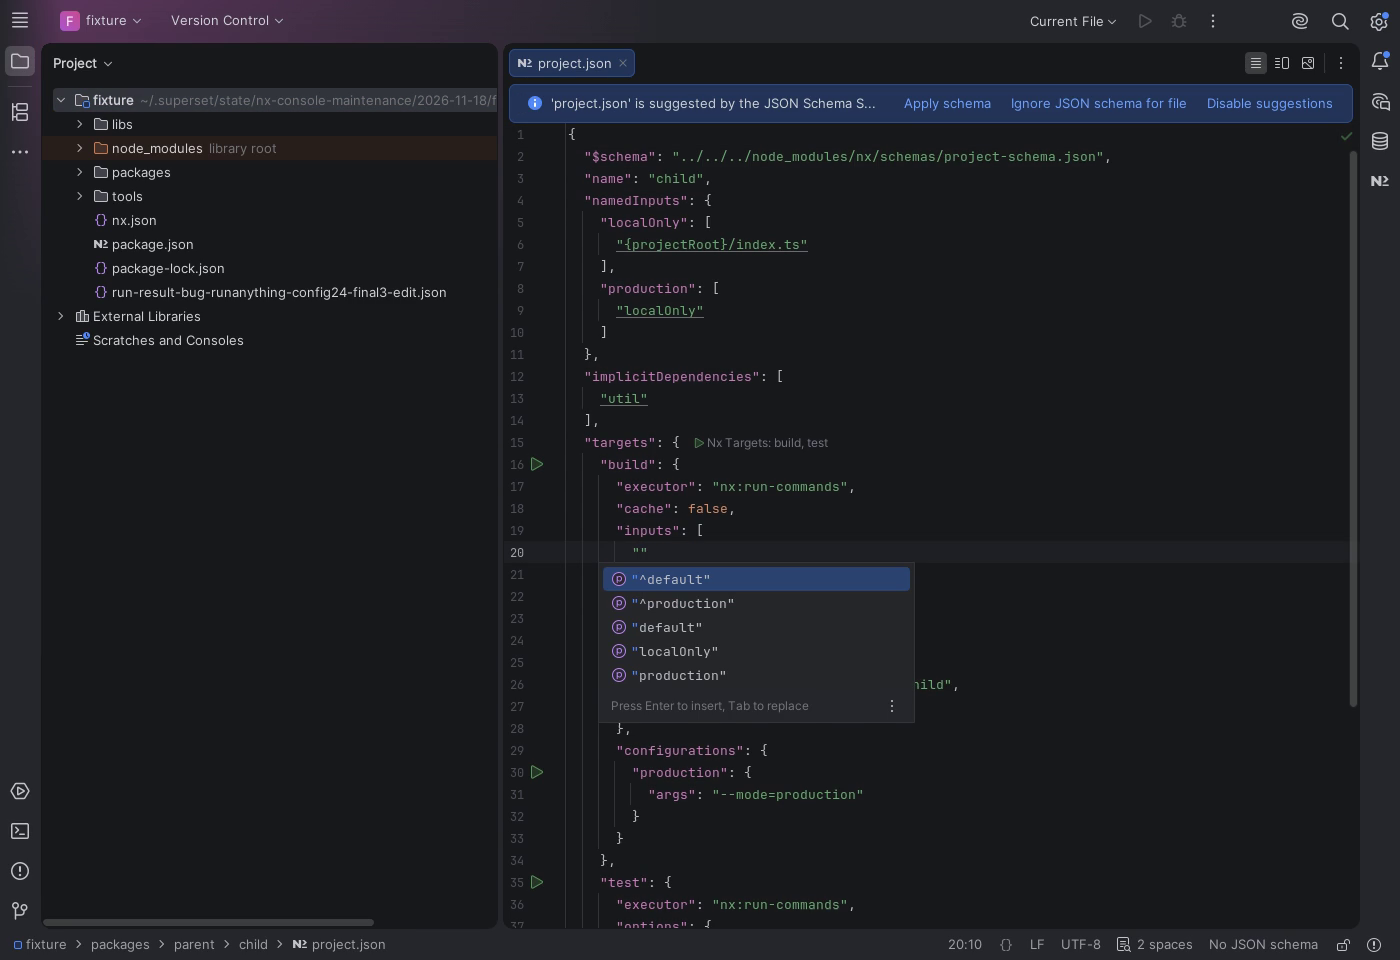 F fixture
Version Control
Current File
Project
fixture ~/.superset/state/nx-console-maintenance/2026-11-18/f
libs
node_modules library root
packages
tools
nx.json
package.json
package-lock.json
run-result-bug-runanything-config24-final3-edit.json
External Libraries
Scratches and Consoles
project.json
'project.json' is suggested by the JSON Schema S... Apply schema Ignore JSON schema for file Disable suggestions
1 {
2 "$schema": "../../../node_modules/nx/schemas/project-schema.json",
3 "name": "child",
4 "namedInputs": {
5 "localOnly": [
6 "{projectRoot}/index.ts"
7 ],
8 "production": [
9 "localOnly"
10 ]
11 },
12 "implicitDependencies": [
13 "util"
14 ],
15 "targets": { Nx Targets: build, test
16 "build": {
17 "executor": "nx:run-commands",
18 "cache": false,
19 "inputs": [
20 ""
21
22
23
24
25
26 hild",
27
28 },
29 "configurations": {
30 "production": {
31 "args": "--mode=production"
32 }
33 }
34 },
35 "test": {
36 "executor": "nx:run-commands",
37 "options": {
"^default"
"^production"
"default"
"localOnly"
"production"
Press Enter to insert, Tab to replace
fixture > packages > parent > child > project.json
20:10 {} LF UTF-8 2 spaces No JSON schema